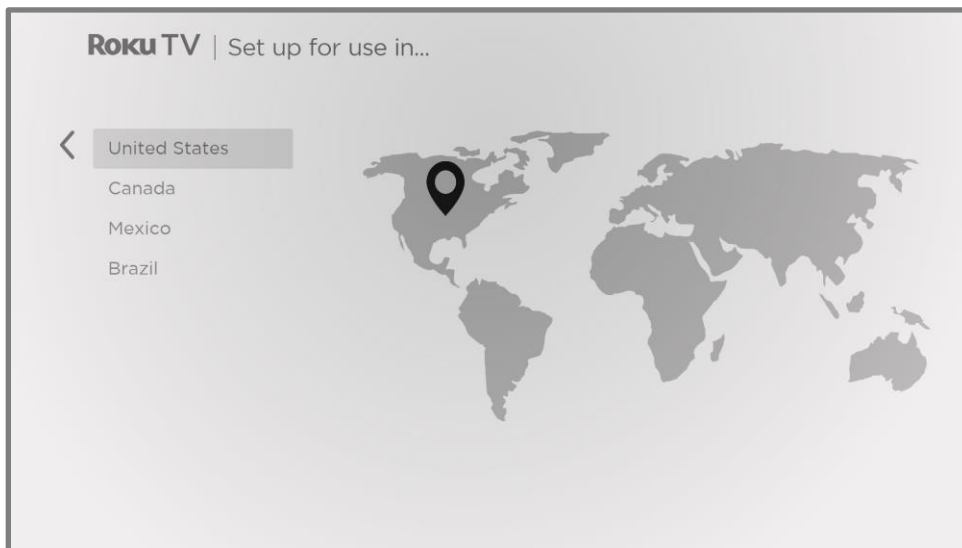 Roku TV | Set up for use in...
United States
Canada
Mexico
Brazil